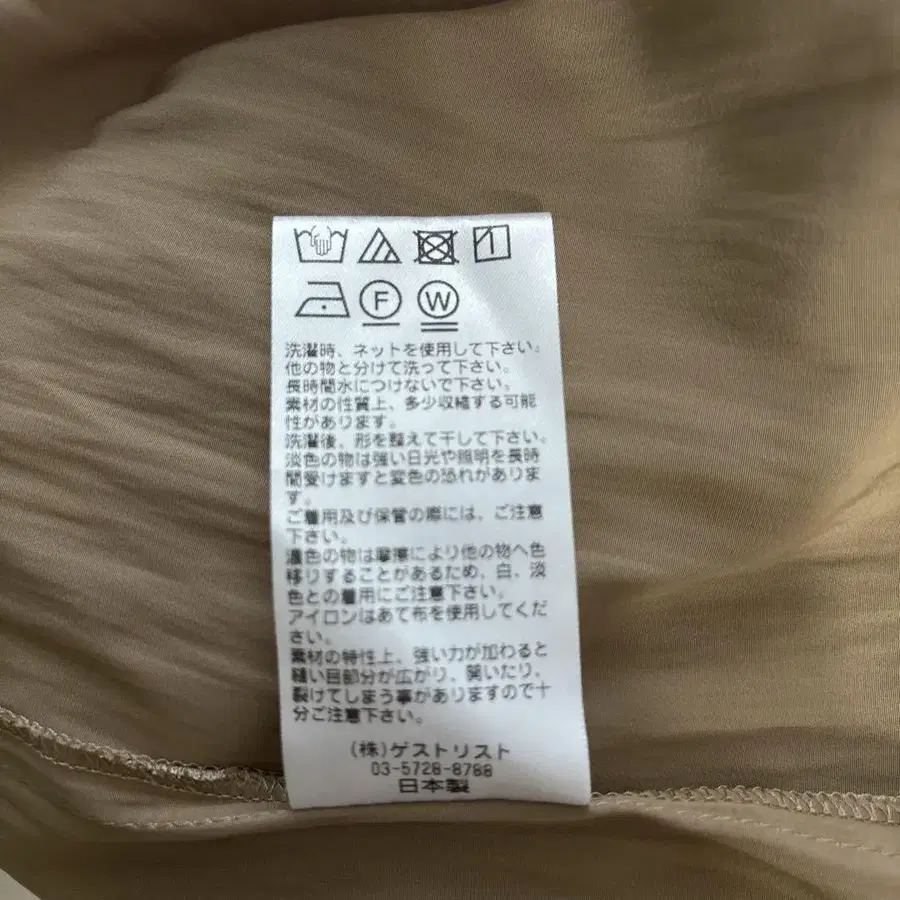 F W
洗濯時、ネットを使用して下さい。
他の物と分けて洗って下さい。
長時間水につけないで下さい。
素材の性質上、多少収縮する可能
性があります。
洗濯後、形を整えて干して下さい。
淡色の物は強い日光や照明を長時
間受けますと変色の恐れがありま
す。
ご着用及び保管の際には、ご注意
下さい。
濃色の物は摩擦により他の物へ色
移りすることがあるため、白、淡
色との着用にご注意下さい。
アイロンはあて布を使用してくだ
さい。
素材の特性上、強い力が加わると
縫い目部分が広がり、開いたり、
裂けてしまう事がありますので十
分ご注意下さい。
(株)ゲストリスト
03-5728-8788
日本製